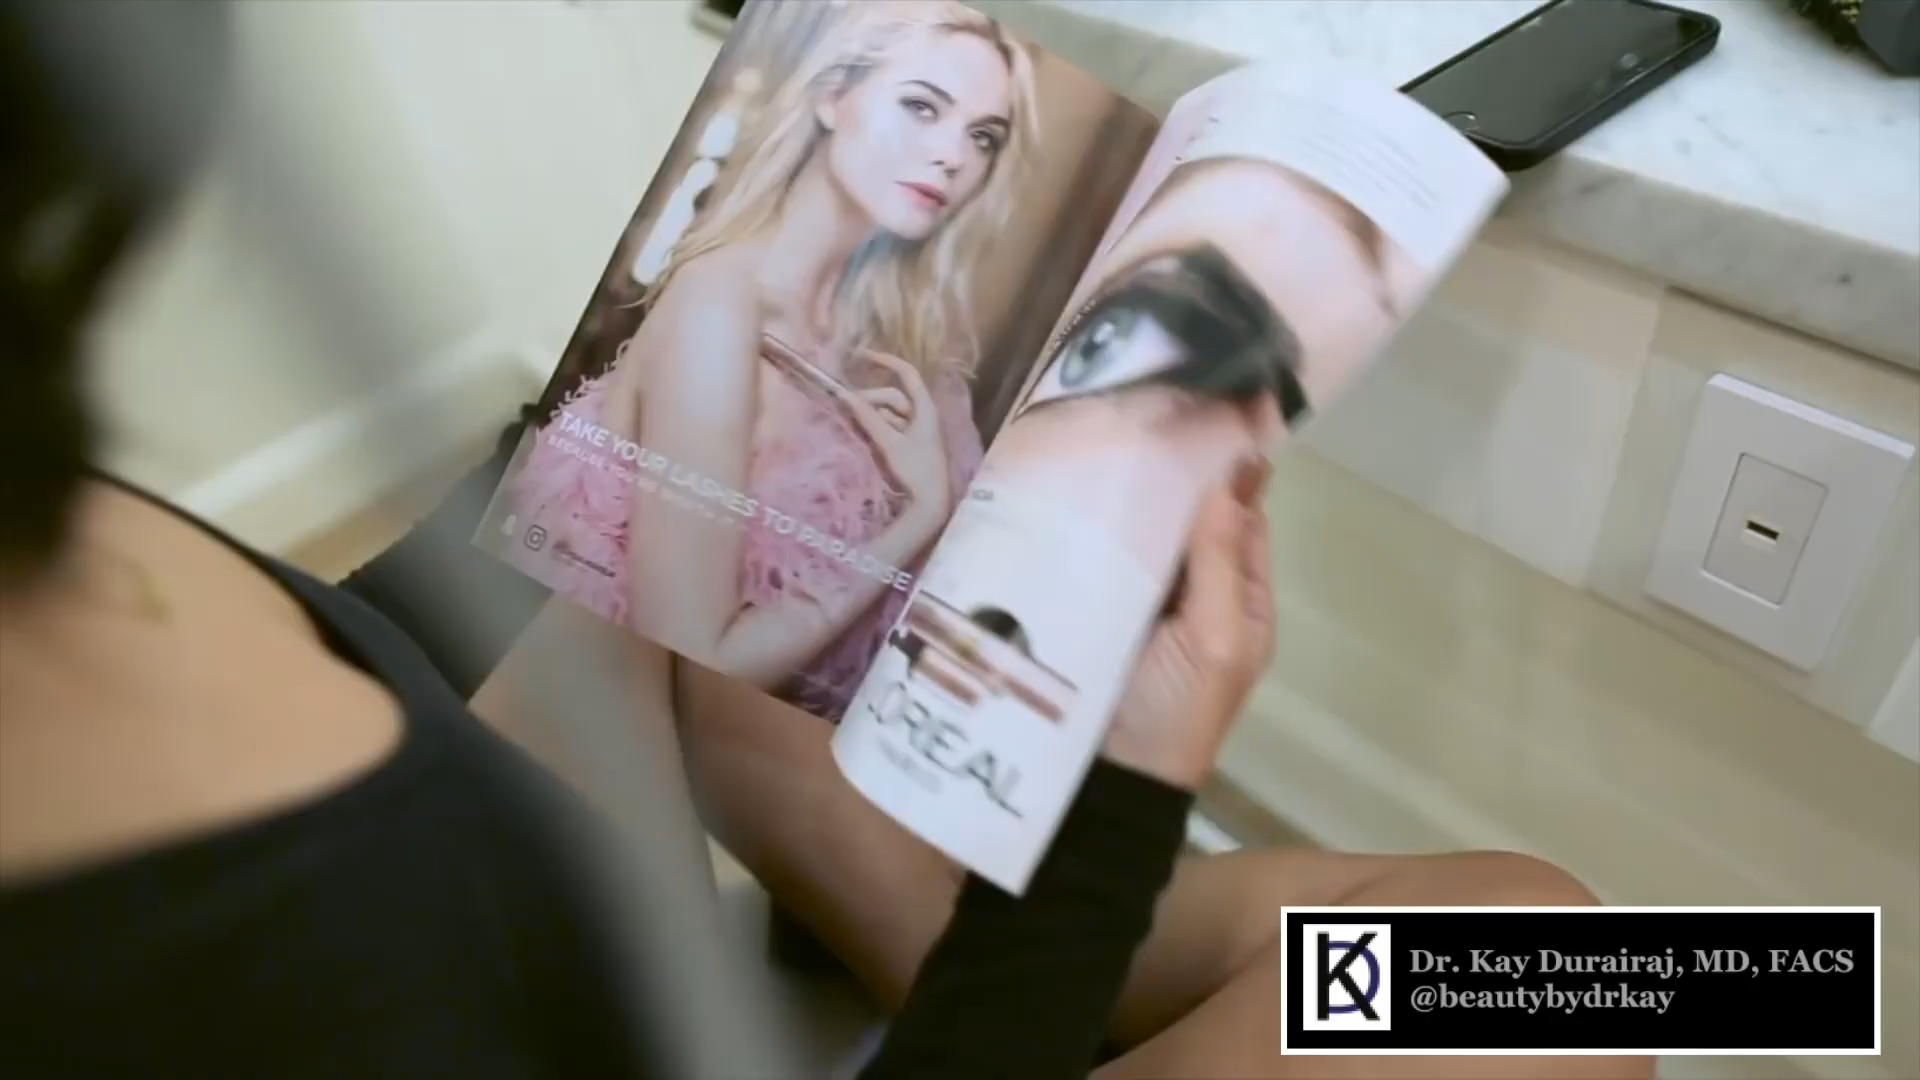 TAKE YOUR LASHES TO PARADISE
L'OREAL
Dr. Kay Durairaj, MD, FACS
@beautybydrkay